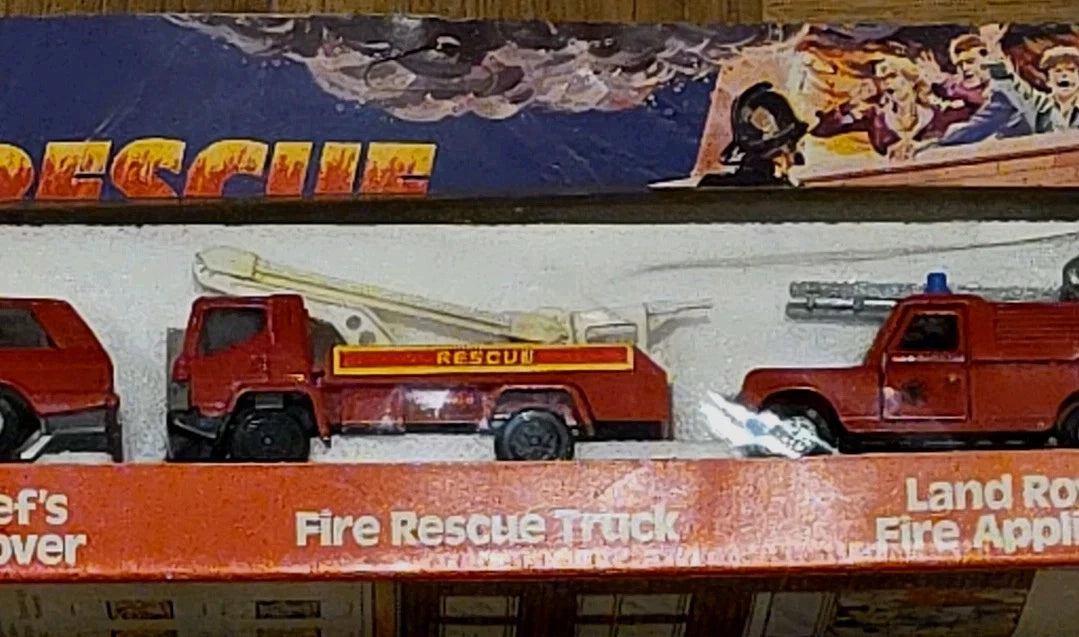 RESCUE
RESCUE
ef's
over
Fire Rescue Truck
Land Ro
Fire Appli